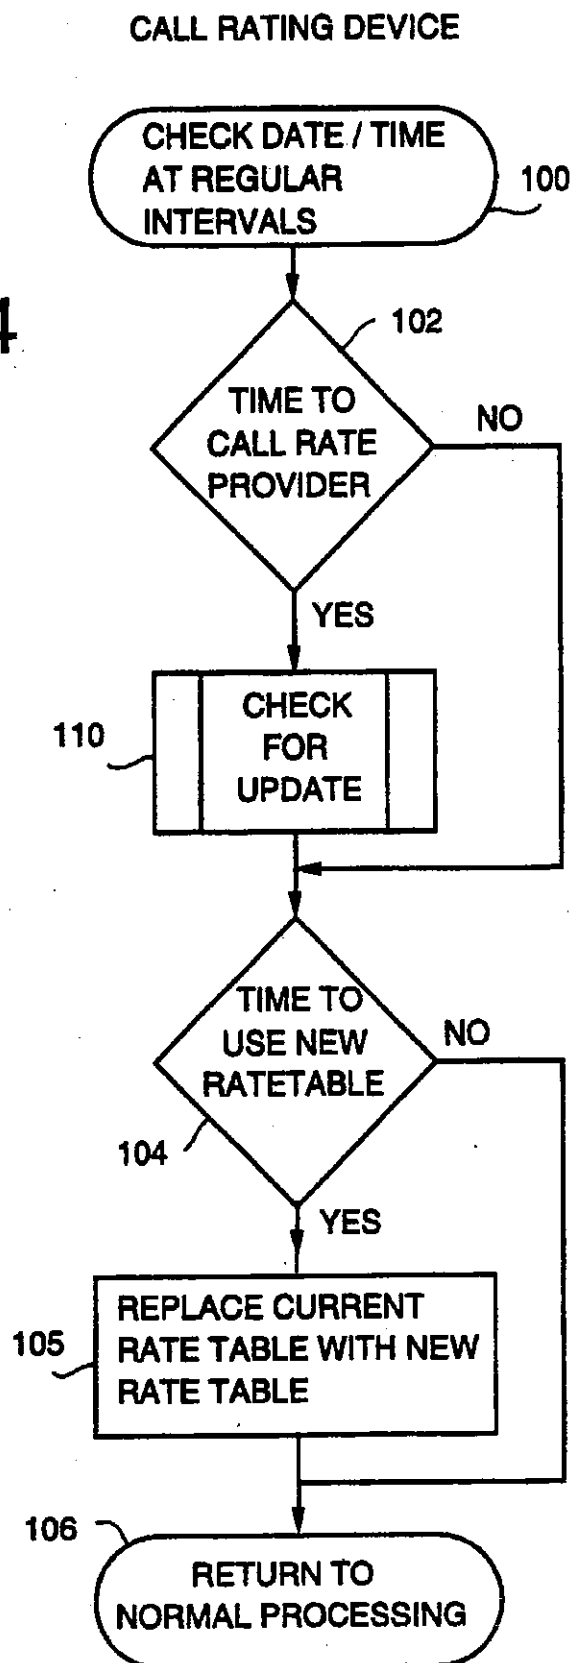 CALL RATING DEVICE
CHECK DATE / TIME
AT REGULAR
INTERVALS
100
4
102
TIME TO
CALL RATE
PROVIDER
NO
YES
110
CHECK
FOR
UPDATE
TIME TO
USE NEW
RATETABLE
NO
104
YES
105
REPLACE CURRENT
RATE TABLE WITH NEW
RATE TABLE
106
RETURN TO
NORMAL PROCESSING